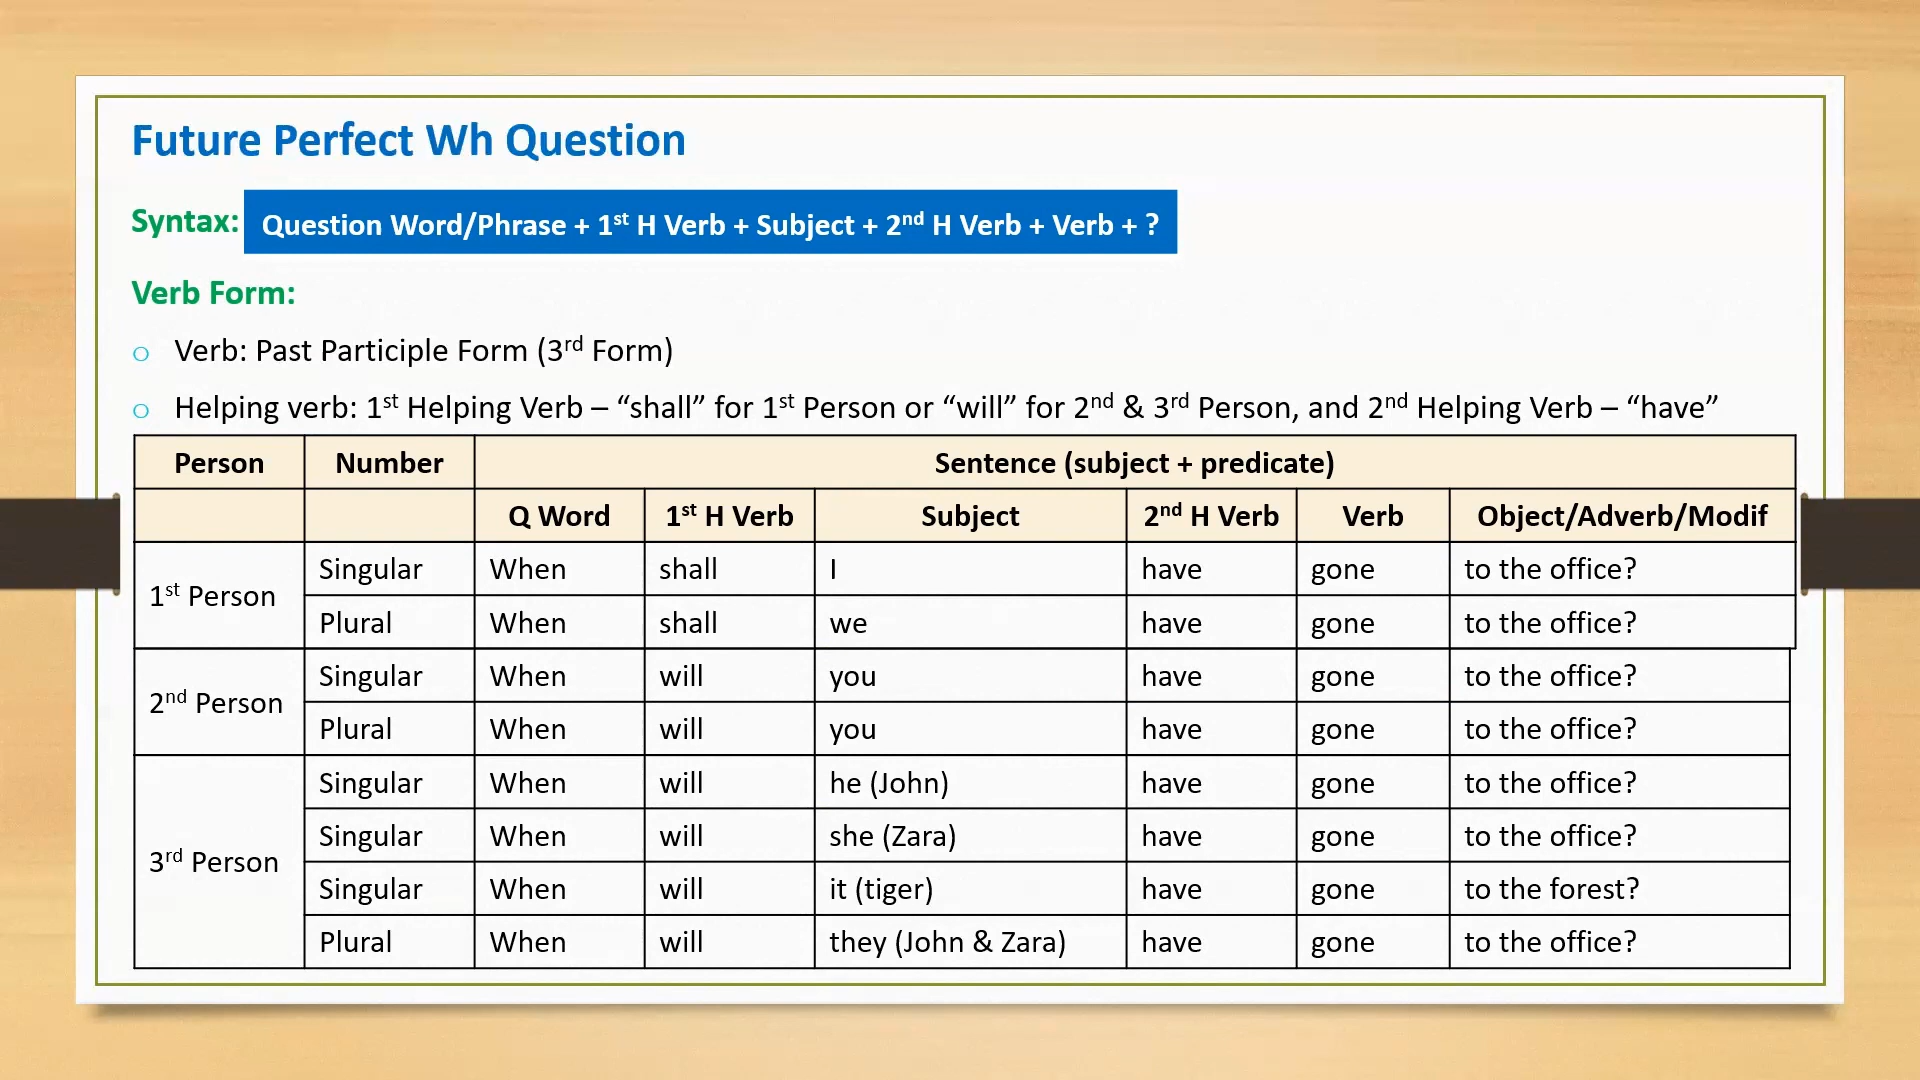 Future Perfect Wh Question
Syntax: Question Word/Phrase + 1st H Verb + Subject + 2nd H Verb + Verb + ?
Verb Form:
o Verb: Past Participle Form (3rd Form)
o Helping verb: 1st Helping Verb – “shall” for 1st Person or “will” for 2nd & 3rd Person, and 2nd Helping Verb – “have”
Person Number Sentence (subject + predicate)
Q Word 1st H Verb Subject 2nd H Verb Verb Object/Adverb/Modif
1st Person
Singular When shall I have gone to the office?
Plural When shall we have gone to the office?
2nd Person
Singular When will you have gone to the office?
Plural When will you have gone to the office?
3rd Person
Singular When will he (John) have gone to the office?
Singular When will she (Zara) have gone to the office?
Singular When will it (tiger) have gone to the forest?
Plural When will they (John & Zara) have gone to the office?